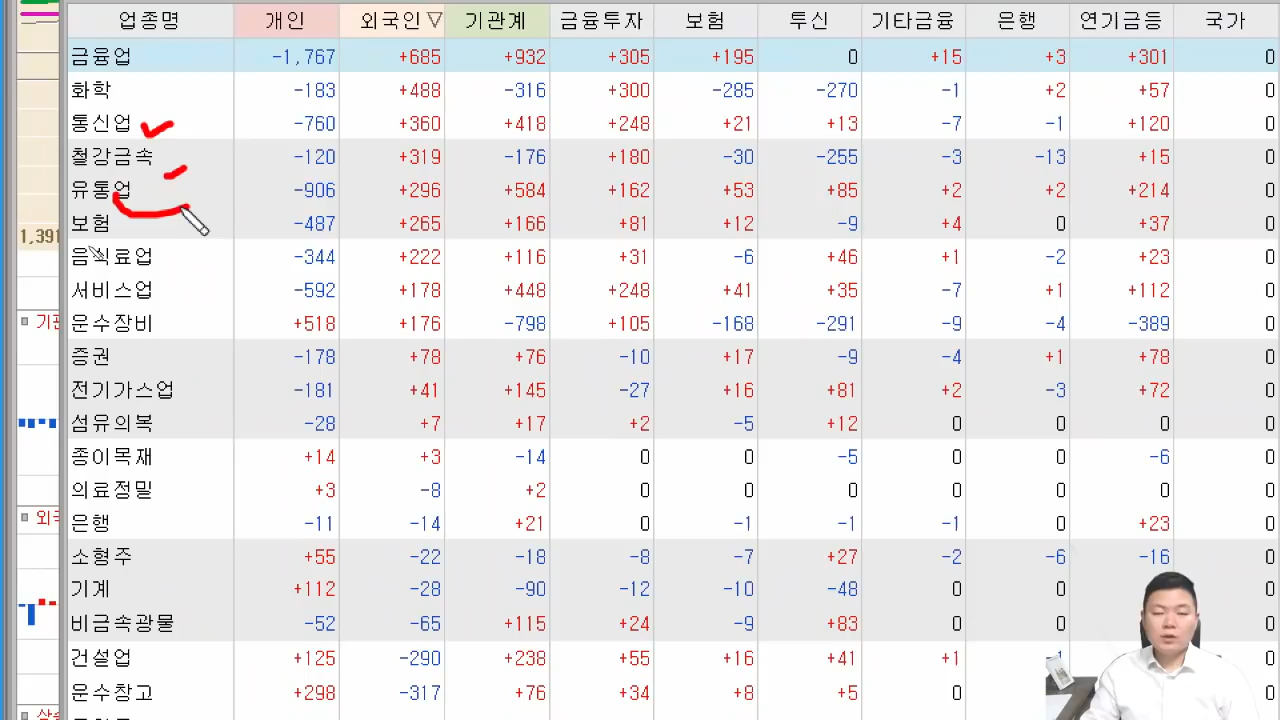 업종명 개인 외국인▽ 기관계 금융투자 보험 투신 기타금융 은행 연기금등 국가
금융업 -1,767 +685 +932 +305 +195 0 +15 +3 +301 0
화학 -183 +488 -316 +300 -285 -270 -1 +2 +57 0
통신업 -760 +360 +418 +248 +21 +13 -7 -1 +120 0
철강금속 -120 +319 -176 +180 -30 -255 -3 -13 +15 0
유통업 -906 +296 +584 +162 +53 +85 +2 +2 +214 0
보험 -487 +265 +166 +81 +12 -9 +4 0 +37 0
음식료업 -344 +222 +116 +31 -6 +46 +1 -2 +23 0
서비스업 -592 +178 +448 +248 +41 +35 -7 +1 +112 0
운수장비 +518 +176 -798 +105 -168 -291 -9 -4 -389 0
증권 -178 +78 +76 -10 +17 -9 -4 +1 +78 0
전기가스업 -181 +41 +145 -27 +16 +81 +2 -3 +72 0
섬유의복 -28 +7 +17 +2 -5 +12 0 0 0 0
종이목재 +14 +3 -14 0 0 -5 0 0 -6 0
의료정밀 +3 -8 +2 0 0 0 0 0 0 0
은행 -11 -14 +21 0 -1 -1 -1 0 +23 0
소형주 +55 -22 -18 -8 -7 +27 -2 -6 -16 0
기계 +112 -28 -90 -12 -10 -48 0 0 0
비금속광물 -52 -65 +115 +24 -9 +83 0 0 0
건설업 +125 -290 +238 +55 +16 +41 +1 -1 0
운수창고 +298 -317 +76 +34 +8 +5 0 0
1,391